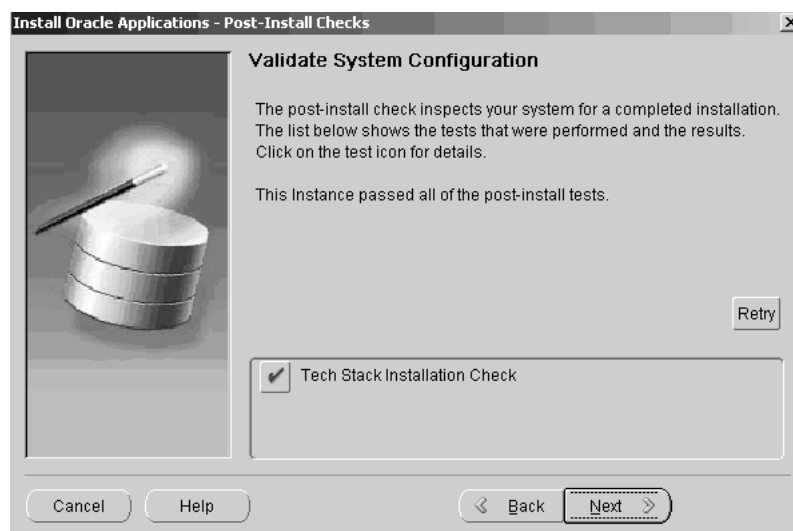 Install Oracle Applications - Post-Install Checks
Validate System Configuration
The post-install check inspects your system for a completed installation.
The list below shows the tests that were performed and the results.
Click on the test icon for details.
This Instance passed all of the post-install tests.
Retry
Tech Stack Installation Check
Cancel
Help
Back
Next